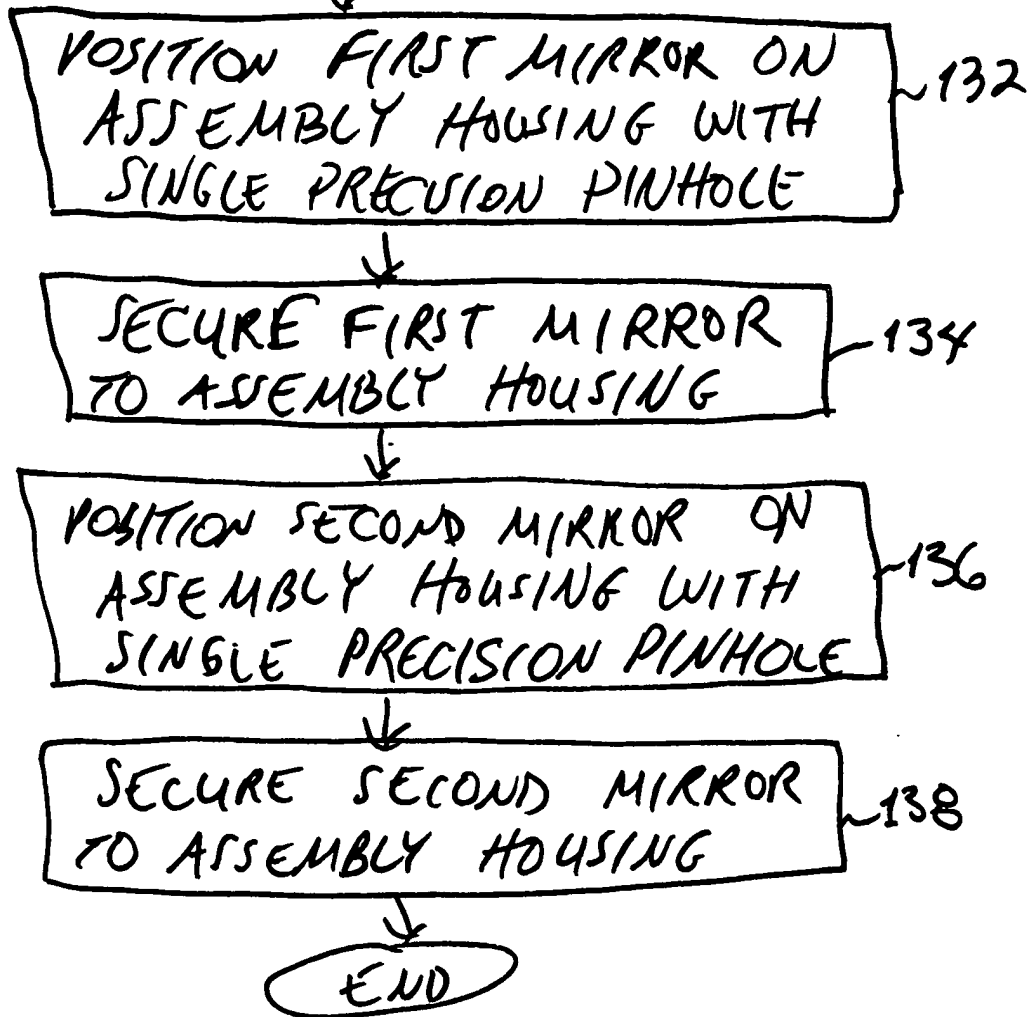 POSITION FIRST MIRROR ON
ASSEMBLY HOUSING WITH
SINGLE PRECISION PINHOLE
132
SECURE FIRST MIRROR
TO ASSEMBLY HOUSING
134
POSITION SECOND MIRROR ON
ASSEMBLY HOUSING WITH
SINGLE PRECISION PINHOLE
136
SECURE SECOND MIRROR
TO ASSEMBLY HOUSING
138
END